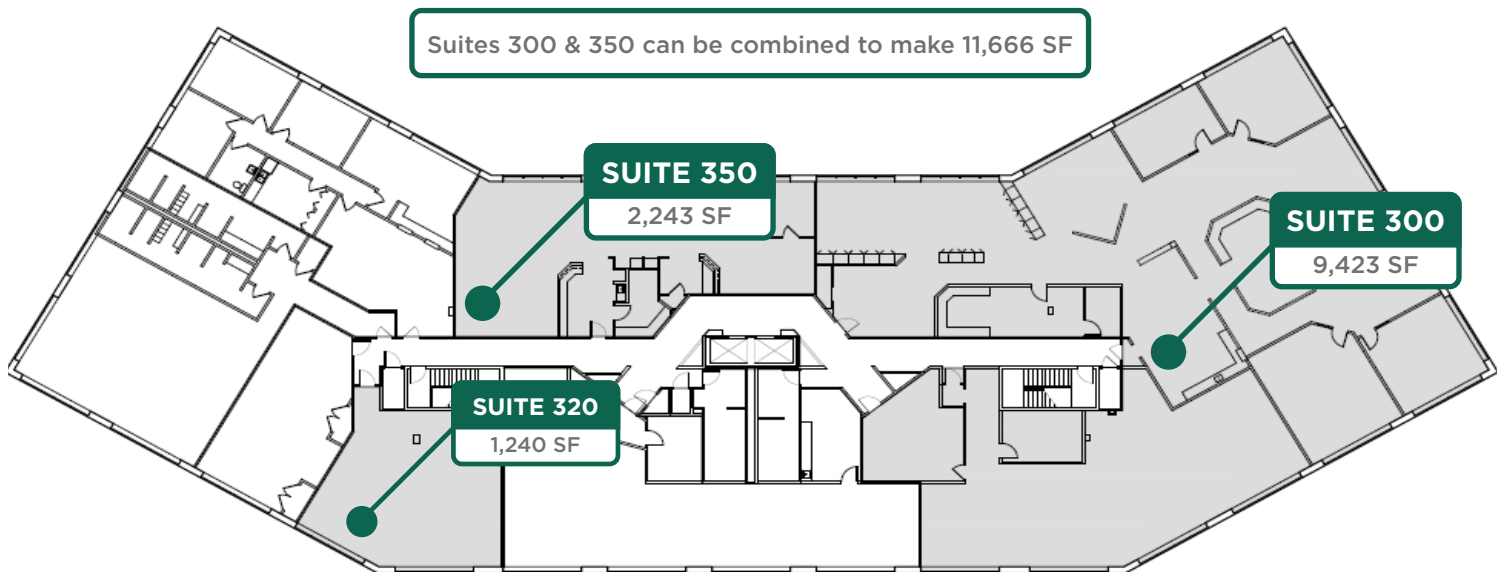 Suites 300 & 350 can be combined to make 11,666 SF
SUITE 350
2,243 SF
SUITE 300
9,423 SF
SUITE 320
1,240 SF